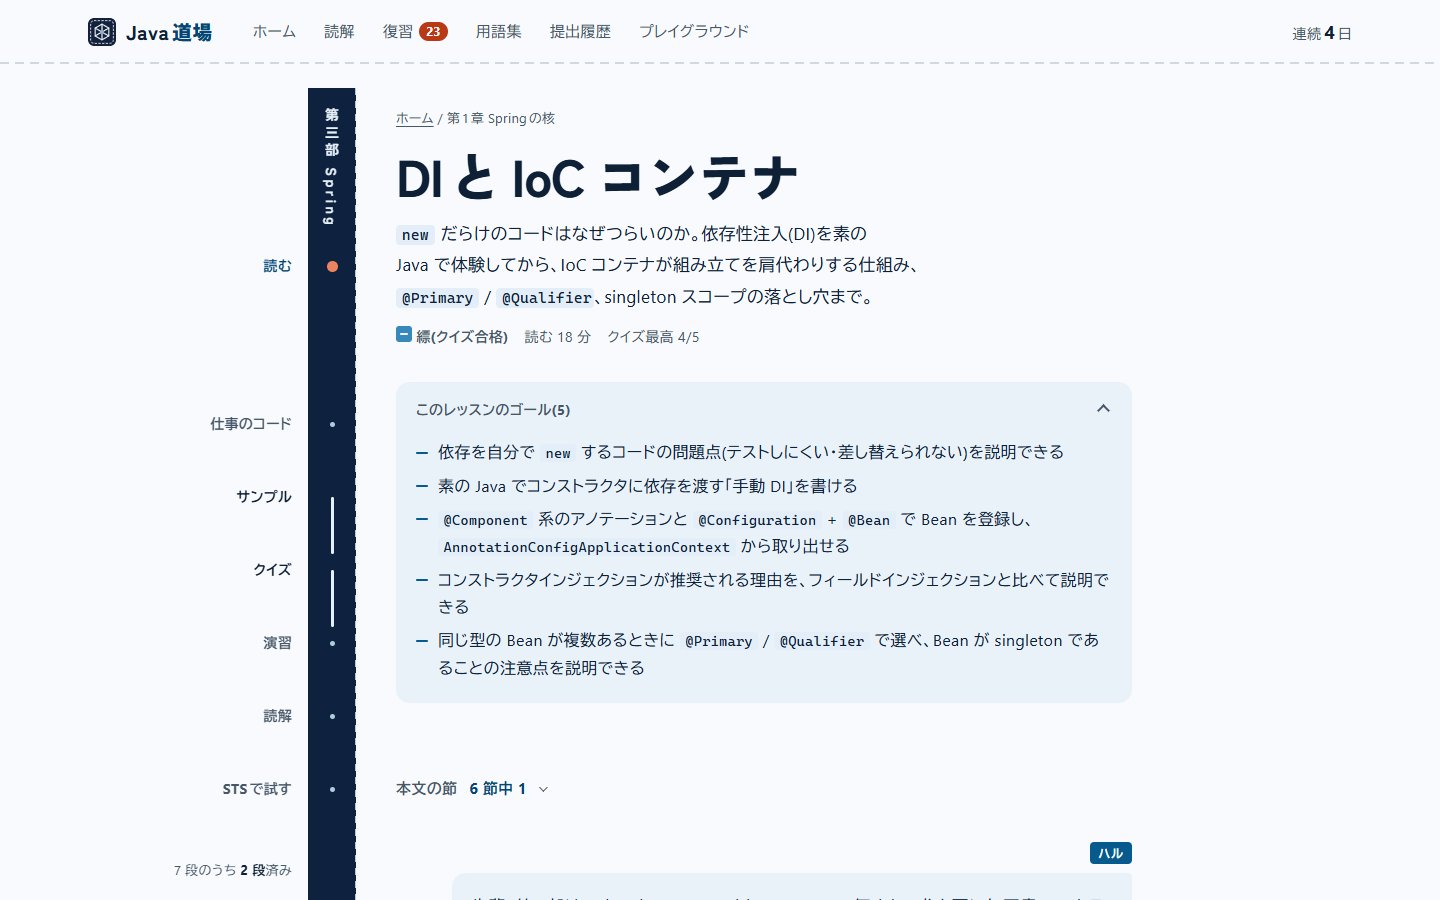 Java道場 ホーム 読解 復習 23 用語集 提出履歴 プレイグラウンド 連続 4 日
第三部 Spring
読む
仕事のコード
サンプル
クイズ
演習
読解
STSで試す
7 段のうち 2 段済み
ホーム / 第1章 Springの核
DI と IoC コンテナ
new だらけのコードはなぜつらいのか。依存性注入(DI)を素の
Java で体験してから、IoC コンテナが組み立てを肩代わりする仕組み、
@Primary / @Qualifier、singleton スコープの落とし穴まで。
縹(クイズ合格) 読む 18 分 クイズ最高 4/5
このレッスンのゴール(5)
依存を自分で new するコードの問題点(テストしにくい・差し替えられない)を説明できる
素の Java でコンストラクタに依存を渡す「手動 DI」を書ける
@Component 系のアノテーションと @Configuration + @Bean で Bean を登録し、
AnnotationConfigApplicationContext から取り出せる
コンストラクタインジェクションが推奨される理由を、フィールドインジェクションと比べて説明で
きる
同じ型の Bean が複数あるときに @Primary / @Qualifier で選べ、Bean が singleton であ
ることの注意点を説明できる
本文の節 6 節中 1
ハル